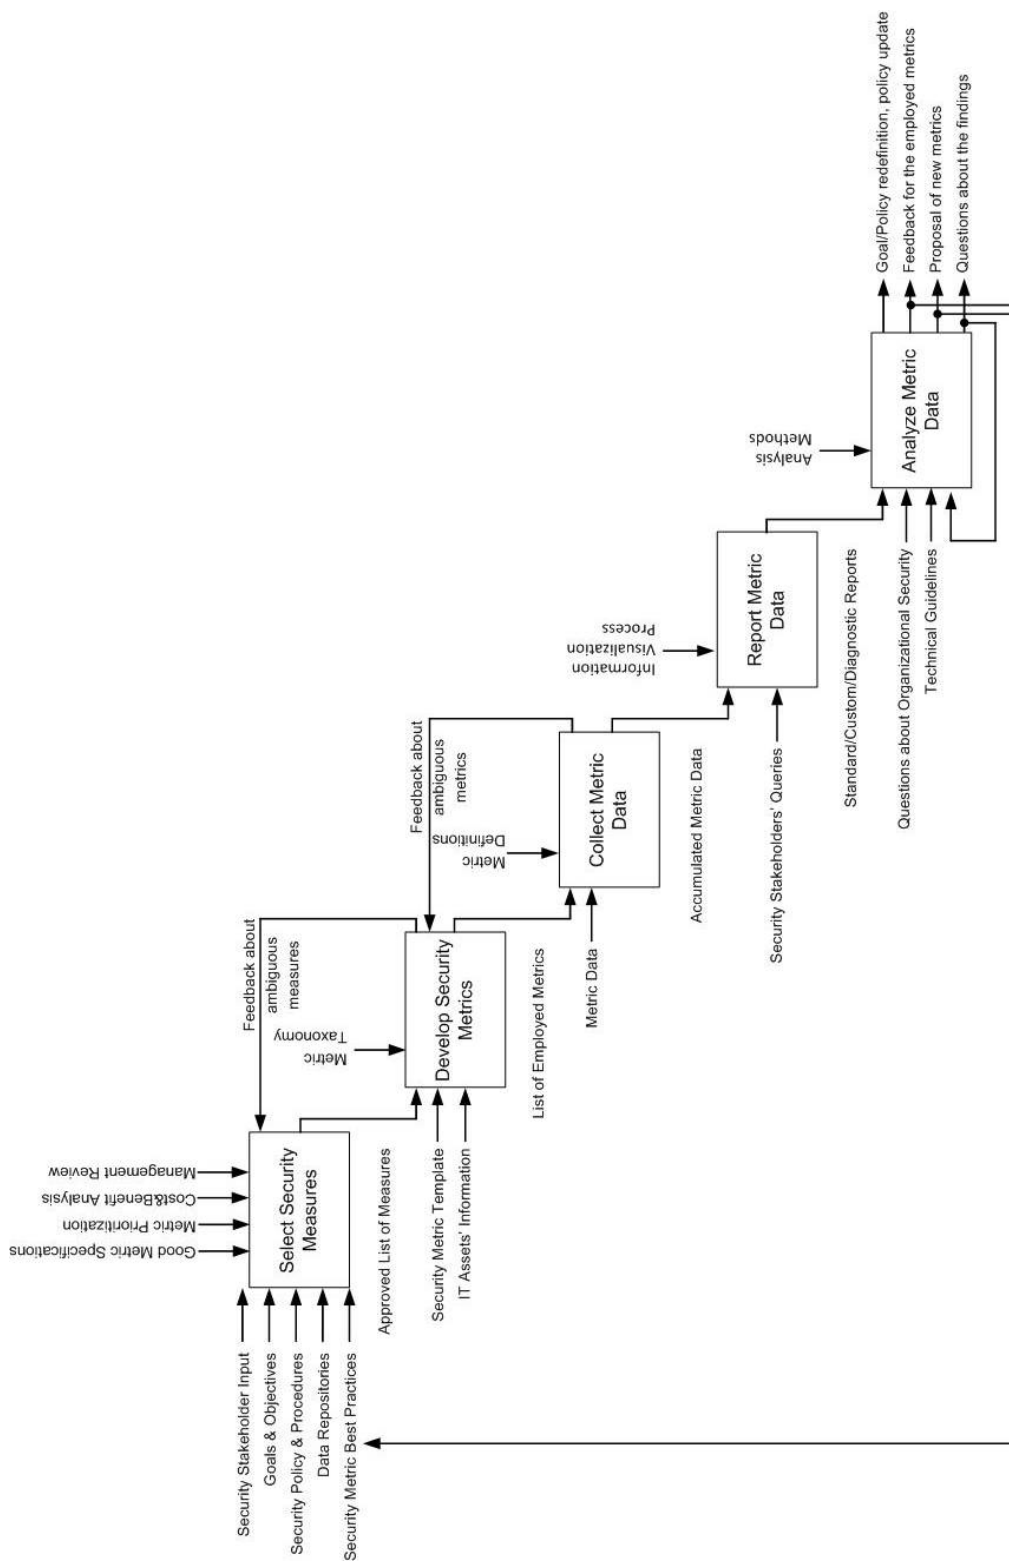 Good Metric Specifications
Metric Prioritization
Cost&Benefit Analysis
Management Review
Security Stakeholder Input
Goals & Objectives
Security Policy & Procedures
Data Repositories
Security Metric Best Practices
Select Security
Measures
Feedback about
ambiguous
measures
Approved List of Measures
Metric
Taxonomy
Security Metric Template
IT Assets' Information
Develop Security
Metrics
Feedback about
ambiguous
metrics
List of Employed Metrics
Metric
Definitions
Metric Data
Collect Metric
Data
Accumulated Metric Data
Information
Visualization
Process
Security Stakeholders' Queries
Report Metric
Data
Standard/Custom/Diagnostic Reports
Analysis
Methods
Questions about Organizational Security
Technical Guidelines
Analyze Metric
Data
Goal/Policy redefinition, policy update
Feedback for the employed metrics
Proposal of new metrics
Questions about the findings